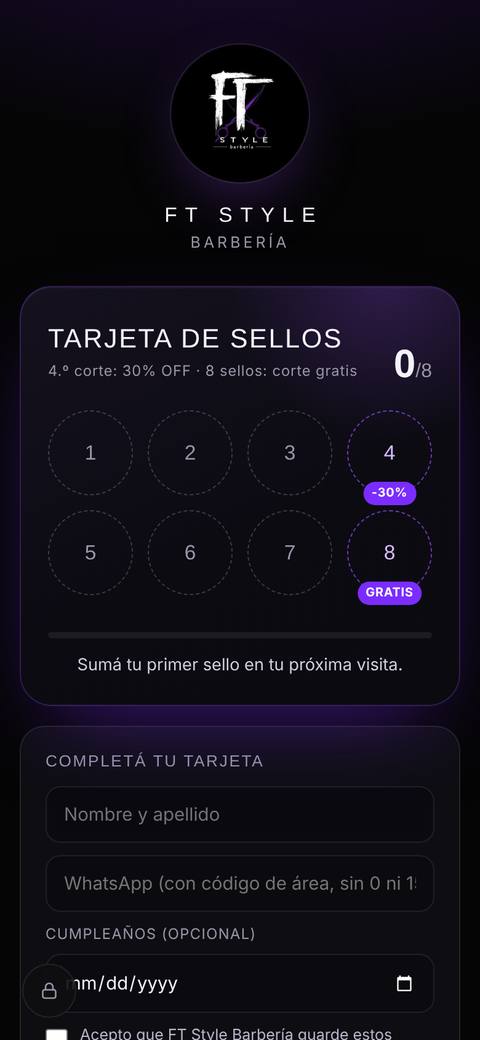 FT
STYLE
barbería
FT STYLE
BARBERÍA
TARJETA DE SELLOS
4.º corte: 30% OFF · 8 sellos: corte gratis
0/8
1 2 3 4
-30%
5 6 7 8
GRATIS
Sumá tu primer sello en tu próxima visita.
COMPLETÁ TU TARJETA
Nombre y apellido
WhatsApp (con código de área, sin 0 ni 15
CUMPLEAÑOS (OPCIONAL)
mm/dd/yyyy
Acepto que FT Style Barbería guarde estos